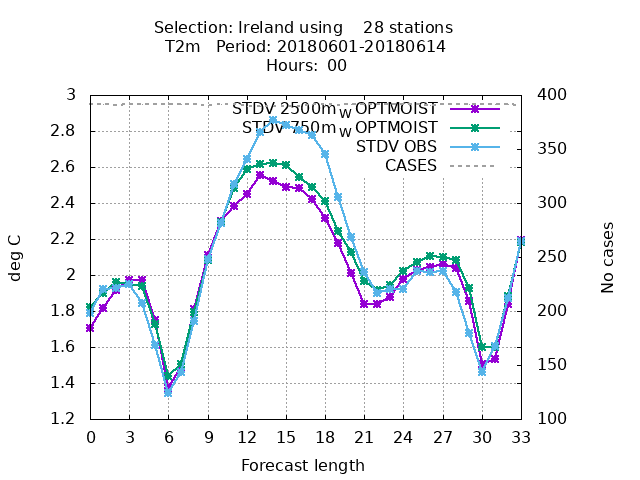 Selection: Ireland using 28 stations
T2m Period: 20180601-20180614
Hours: 00
STDV 2500m_W OPTMOIST
STDV 750m_W OPTMOIST
STDV OBS
CASES
deg C
3
2.8
2.6
2.4
2.2
2
1.8
1.6
1.4
1.2
400
350
300
250
200
150
100
No cases
0 3 6 9 12 15 18 21 24 27 30 33
Forecast length